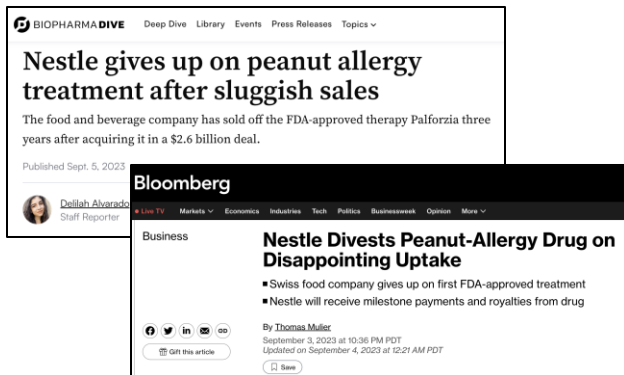 BIOPHARMADIVE Deep Dive Library Events Press Releases Topics
Nestle gives up on peanut allergy
treatment after sluggish sales
The food and beverage company has sold off the FDA-approved therapy Palforzia three
years after acquiring it in a $2.6 billion deal.
Published Sept. 5, 2023
Delilah Alvarado
Staff Reporter
Bloomberg
Live TV Markets Economics Industries Tech Politics Businessweek Opinion More
Business
Nestle Divests Peanut-Allergy Drug on
Disappointing Uptake
Swiss food company gives up on first FDA-approved treatment
Nestle will receive milestone payments and royalties from drug
By Thomas Mulier
September 3, 2023 at 10:36 PM PDT
Updated on September 4, 2023 at 12:21 AM PDT
Gift this article
Save